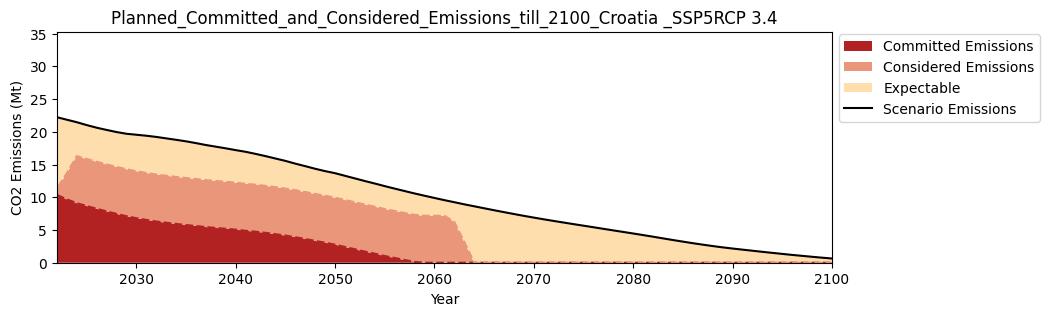 Planned_Committed_and_Considered_Emissions_till_2100_Croatia _SSP5RCP 3.4
35
30
25
20
15
10
5
0
CO2 Emissions (Mt)
2030 2040 2050 2060 2070 2080 2090 2100
Year
Committed Emissions
Considered Emissions
Expectable
Scenario Emissions